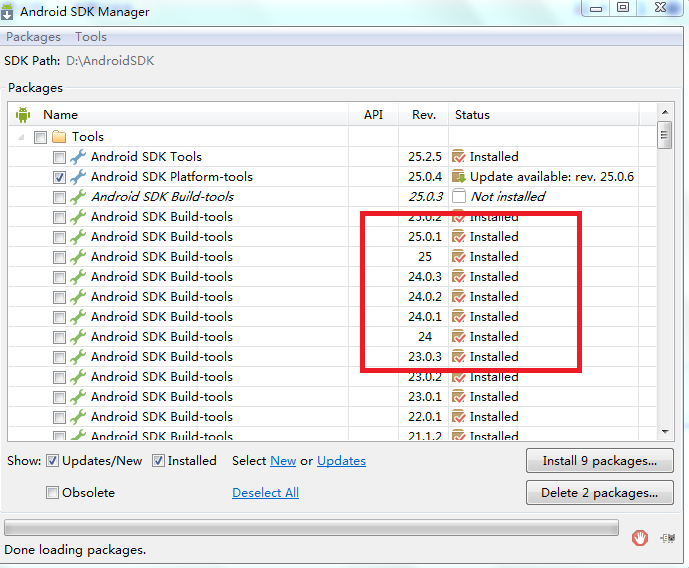 Android SDK Manager
Packages Tools
SDK Path: D:\AndroidSDK
Packages
Name API Rev. Status
Tools
Android SDK Tools 25.2.5 Installed
Android SDK Platform-tools 25.0.4 Update available: rev. 25.0.6
Android SDK Build-tools 25.0.3 Not installed
Android SDK Build-tools 25.0.2 Installed
Android SDK Build-tools 25.0.1 Installed
Android SDK Build-tools 25 Installed
Android SDK Build-tools 24.0.3 Installed
Android SDK Build-tools 24.0.2 Installed
Android SDK Build-tools 24.0.1 Installed
Android SDK Build-tools 24 Installed
Android SDK Build-tools 23.0.3 Installed
Android SDK Build-tools 23.0.2 Installed
Android SDK Build-tools 23.0.1 Installed
Android SDK Build-tools 22.0.1 Installed
Android SDK Build-tools 21.1.2 Installed
Show: Updates/New Installed Select New or Updates Install 9 packages...
Obsolete Deselect All Delete 2 packages...
Done loading packages.